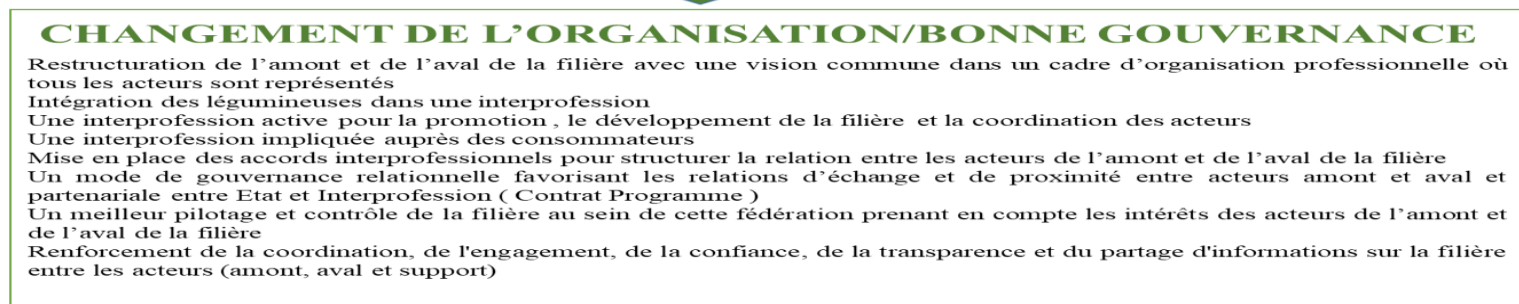 CHANGEMENT DE L’ORGANISATION/BONNE GOUVERNANCE
Restructuration de l’amont et de l’aval de la filière avec une vision commune dans un cadre d’organisation professionnelle où
tous les acteurs sont représentés
Intégration des légumineuses dans une interprofession
Une interprofession active pour la promotion , le développement de la filière et la coordination des acteurs
Une interprofession impliquée auprès des consommateurs
Mise en place des accords interprofessionnels pour structurer la relation entre les acteurs de l’amont et de l’aval de la filière
Un mode de gouvernance relationnelle favorisant les relations d’échange et de proximité entre acteurs amont et aval et
partenariale entre Etat et Interprofession ( Contrat Programme )
Un meilleur pilotage et contrôle de la filière au sein de cette fédération prenant en compte les intérêts des acteurs de l’amont et
de l’aval de la filière
Renforcement de la coordination, de l'engagement, de la confiance, de la transparence et du partage d'informations sur la filière
entre les acteurs (amont, aval et support)